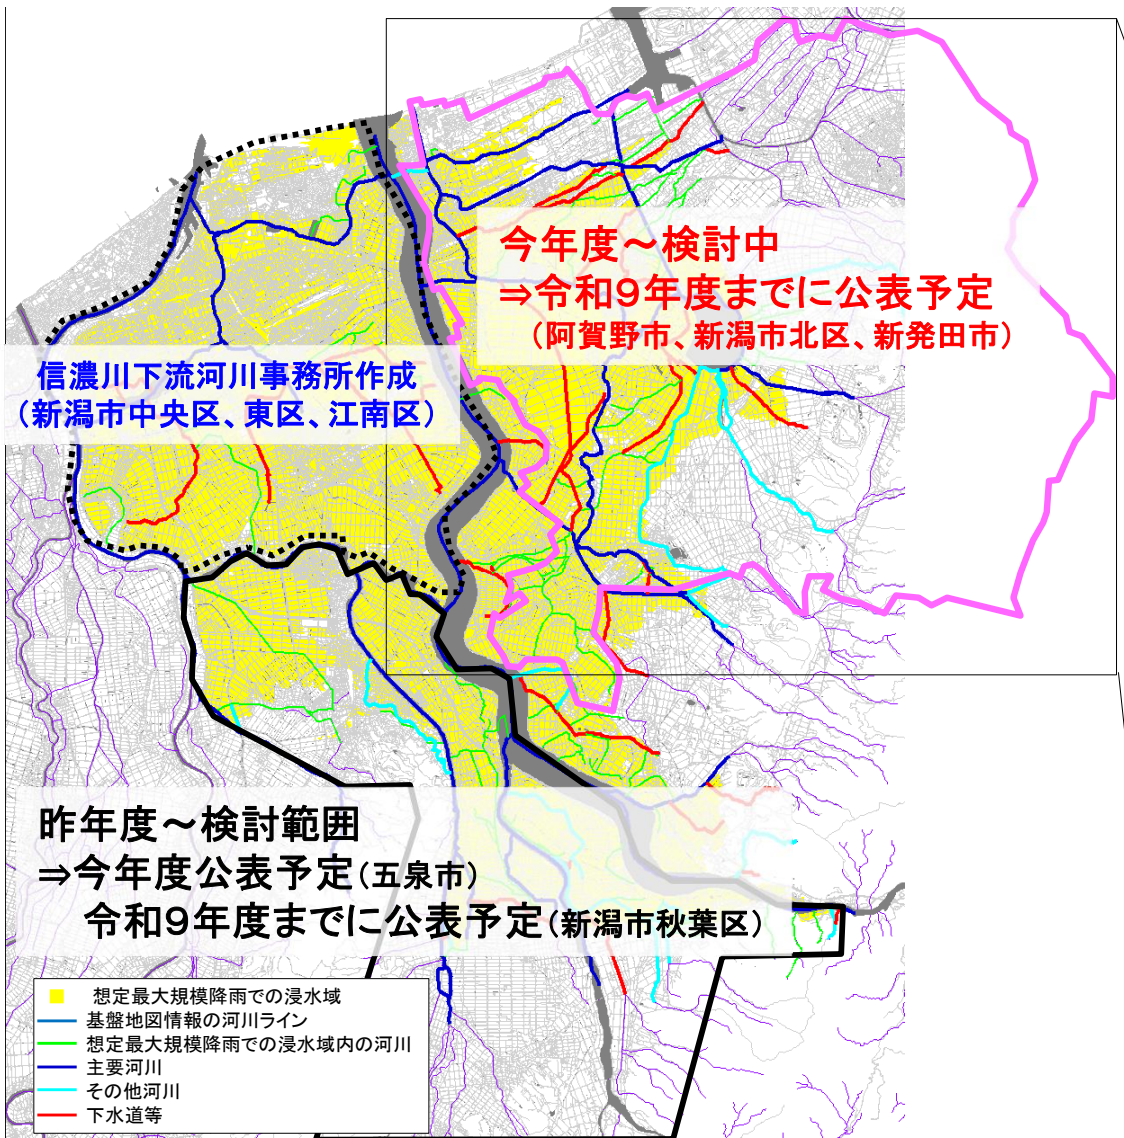 今年度～検討中
⇒令和９年度までに公表予定
（阿賀野市、新潟市北区、新発田市）
信濃川下流河川事務所作成
（新潟市中央区、東区、江南区）
昨年度～検討範囲
⇒今年度公表予定（五泉市）
令和９年度までに公表予定（新潟市秋葉区）
想定最大規模降雨での浸水域
基盤地図情報の河川ライン
想定最大規模降雨での浸水域内の河川
主要河川
その他河川
下水道等